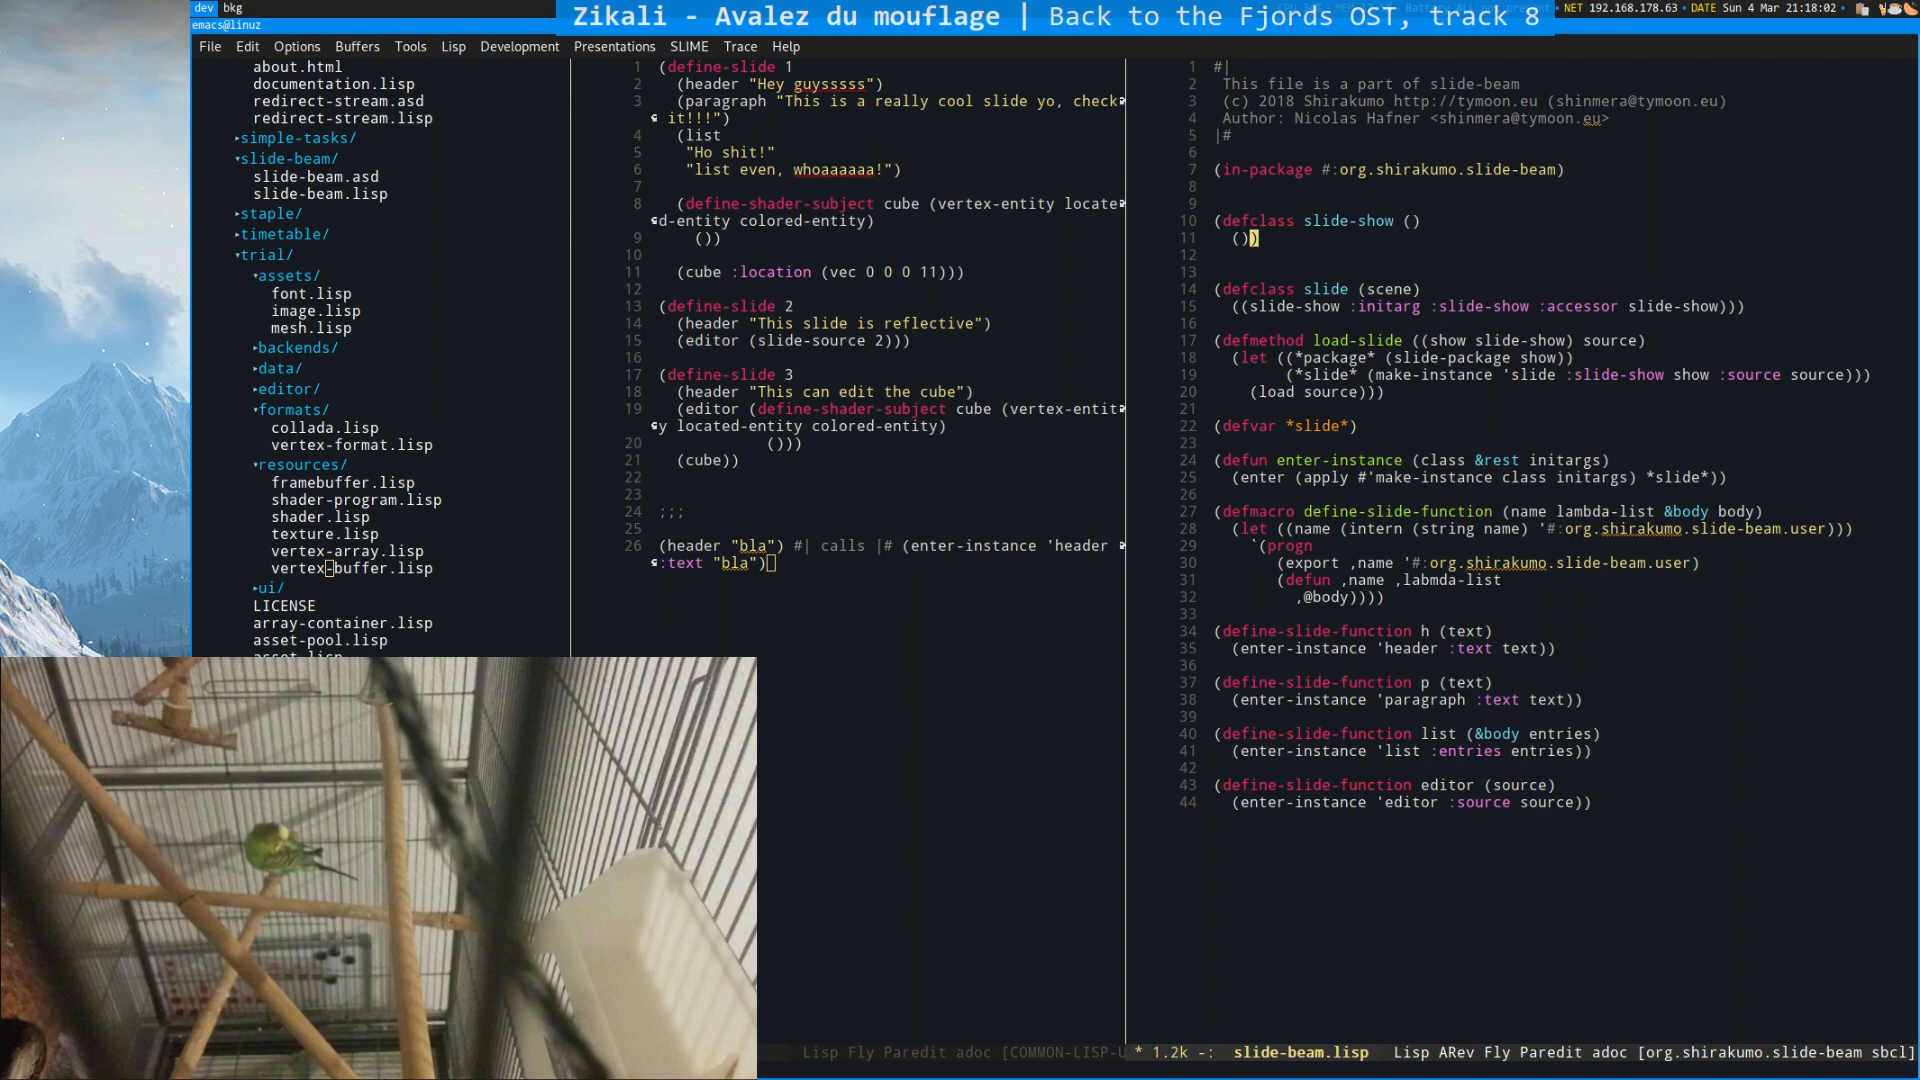 dev bkg
Zikali - Avalez du mouflage | Back to the Fjords OST, track 8
NET 192.168.178.63 • DATE Sun 4 Mar 21:18:02 •
emacs@linuz
File Edit Options Buffers Tools Lisp Development Presentations SLIME Trace Help
about.html
documentation.lisp
redirect-stream.asd
redirect-stream.lisp
▸simple-tasks/
▾slide-beam/
slide-beam.asd
slide-beam.lisp
▸staple/
▸timetable/
▾trial/
▾assets/
font.lisp
image.lisp
mesh.lisp
▸backends/
▸data/
▸editor/
▾formats/
collada.lisp
vertex-format.lisp
▾resources/
framebuffer.lisp
shader-program.lisp
shader.lisp
texture.lisp
vertex-array.lisp
vertex-buffer.lisp
▸ui/
LICENSE
array-container.lisp
asset-pool.lisp
asset.lisp
1 (define-slide 1
2 (header "Hey guysssss")
3 (paragraph "This is a really cool slide yo, check
it!!!")
4 (list
5 "Ho shit!"
6 "list even, whoaaaaaa!")
7
8 (define-shader-subject cube (vertex-entity locate
d-entity colored-entity)
9 ())
10
11 (cube :location (vec 0 0 0 11)))
12
13 (define-slide 2
14 (header "This slide is reflective")
15 (editor (slide-source 2)))
16
17 (define-slide 3
18 (header "This can edit the cube")
19 (editor (define-shader-subject cube (vertex-entit
y located-entity colored-entity)
20 ()))
21 (cube))
22
23
24 ;;;
25
26 (header "bla") #| calls |# (enter-instance 'header
:text "bla")
1 #|
2 This file is a part of slide-beam
3 (c) 2018 Shirakumo http://tymoon.eu (shinmera@tymoon.eu)
4 Author: Nicolas Hafner <shinmera@tymoon.eu>
5 |#
6
7 (in-package #:org.shirakumo.slide-beam)
8
9
10 (defclass slide-show ()
11 ())
12
13
14 (defclass slide (scene)
15 ((slide-show :initarg :slide-show :accessor slide-show)))
16
17 (defmethod load-slide ((show slide-show) source)
18 (let ((*package* (slide-package show))
19 (*slide* (make-instance 'slide :slide-show show :source source)))
20 (load source)))
21
22 (defvar *slide*)
23
24 (defun enter-instance (class &rest initargs)
25 (enter (apply #'make-instance class initargs) *slide*))
26
27 (defmacro define-slide-function (name lambda-list &body body)
28 (let ((name (intern (string name) '#:org.shirakumo.slide-beam.user)))
29 `(progn
30 (export ,name '#:org.shirakumo.slide-beam.user)
31 (defun ,name ,labmda-list
32 ,@body))))
33
34 (define-slide-function h (text)
35 (enter-instance 'header :text text))
36
37 (define-slide-function p (text)
38 (enter-instance 'paragraph :text text))
39
40 (define-slide-function list (&body entries)
41 (enter-instance 'list :entries entries))
42
43 (define-slide-function editor (source)
44 (enter-instance 'editor :source source))
Lisp Fly Paredit adoc [COMMON-LISP-U
* 1.2k -: slide-beam.lisp Lisp ARev Fly Paredit adoc [org.shirakumo.slide-beam sbcl]